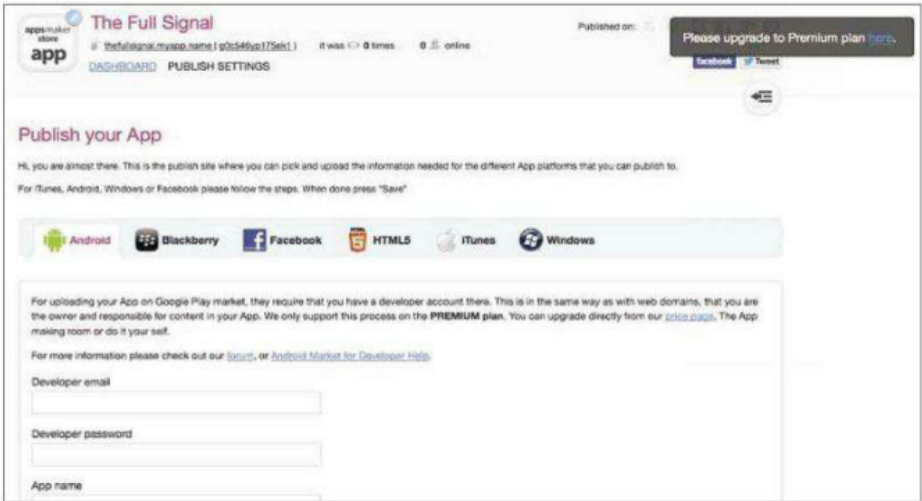 appsmaker
store
app
The Full Signal
Published on:
Please upgrade to Premium plan here.
thefullsignal.myapp.name ( g0c546yp175ekt ) it was 0 times 0 online
facebook Tweet
DASHBOARD PUBLISH SETTINGS
Publish your App
Hi, you are almost there. This is the publish site where you can pick and upload the information needed for the different App platforms that you can publish to.
For iTunes, Android, Windows or Facebook please follow the steps. When done press "Save"
Android Blackberry Facebook HTML5 iTunes Windows
For uploading your App on Google Play market, they require that you have a developer account there. This is in the same way as with web domains, that you are
the owner and responsible for content in your App. We only support this process on the PREMIUM plan. You can upgrade directly from our price page, The App
making room or do it your self.
For more information please check out our forum, or Android Market for Developer Help.
Developer email
Developer password
App name